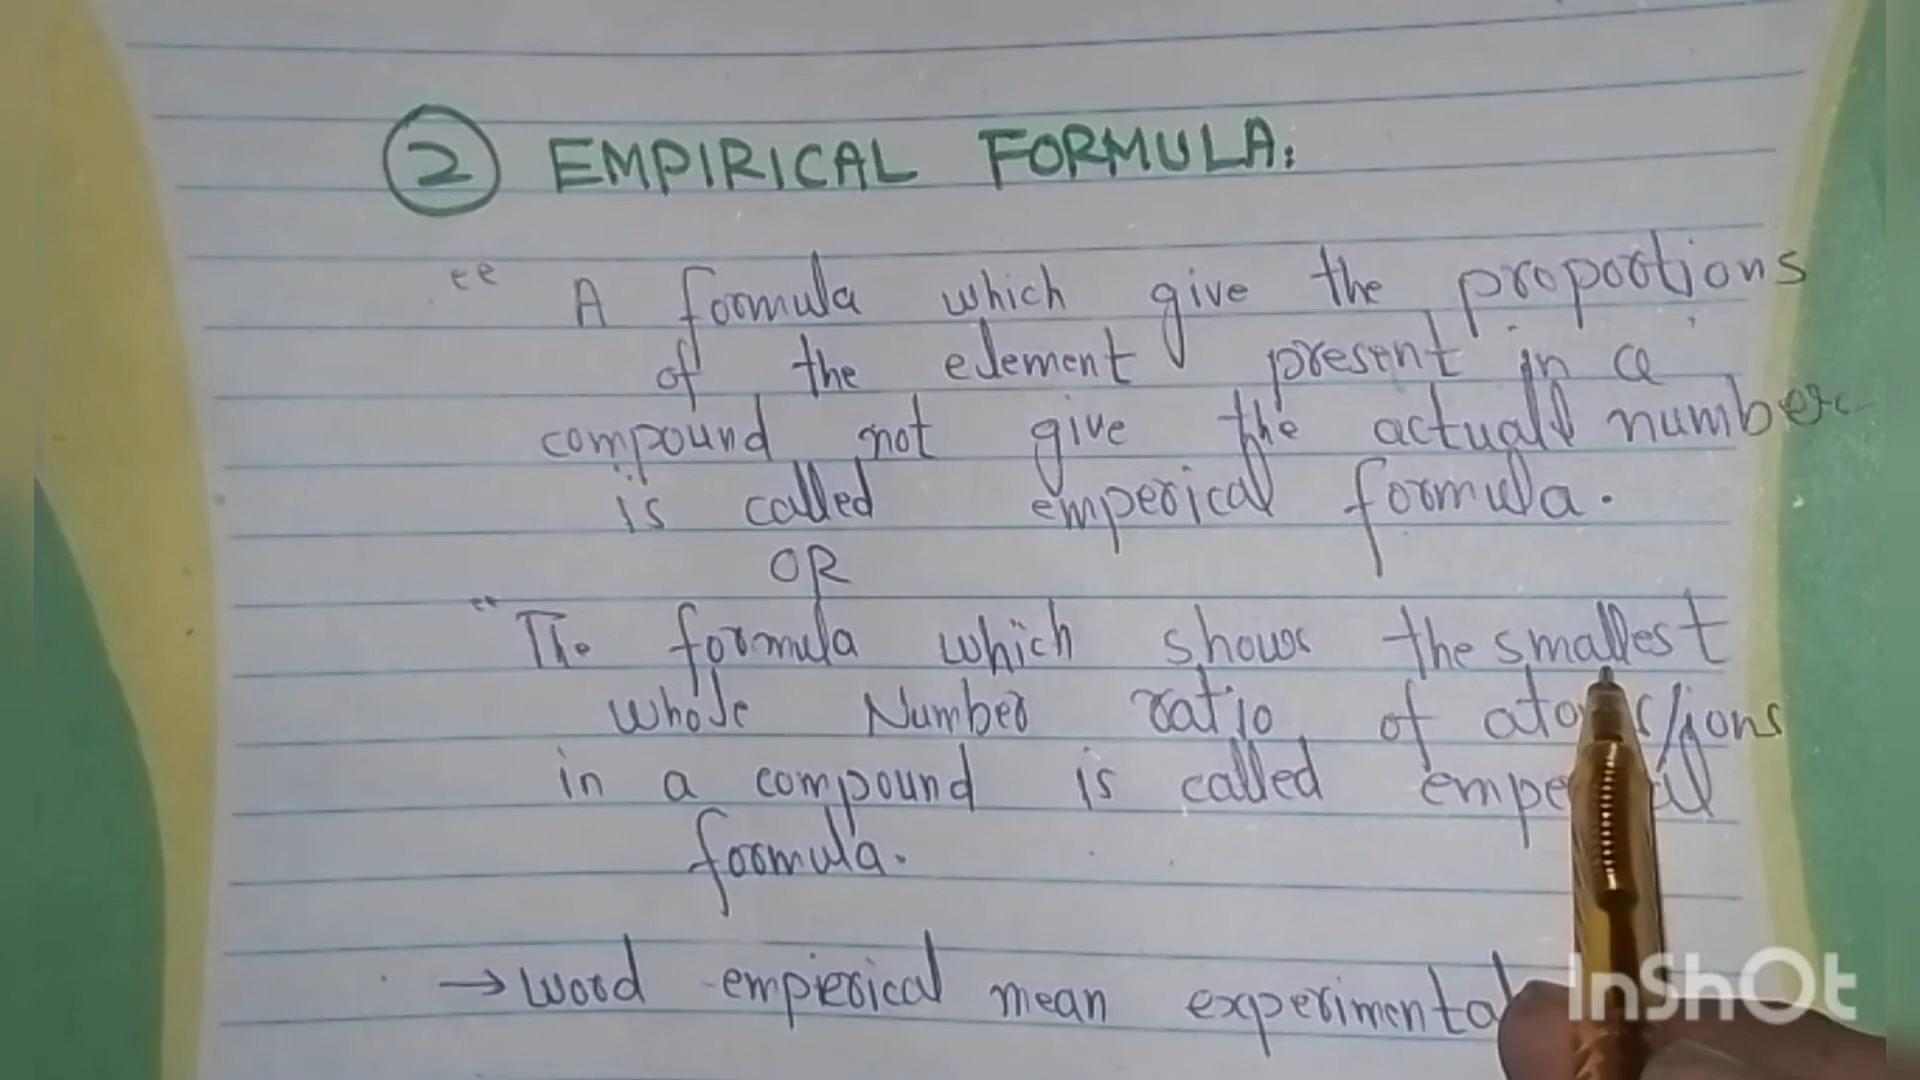 2 EMPIRICAL FORMULA:
" A formula which give the proportions
of the element present in a
compound not give the actuall number
is called emperical formula.
OR
" The formula which shows the smallest
whole Number ratio of atoms/ions
in a compound is called
formula.
→ Word empierical mean experimental
InShOt